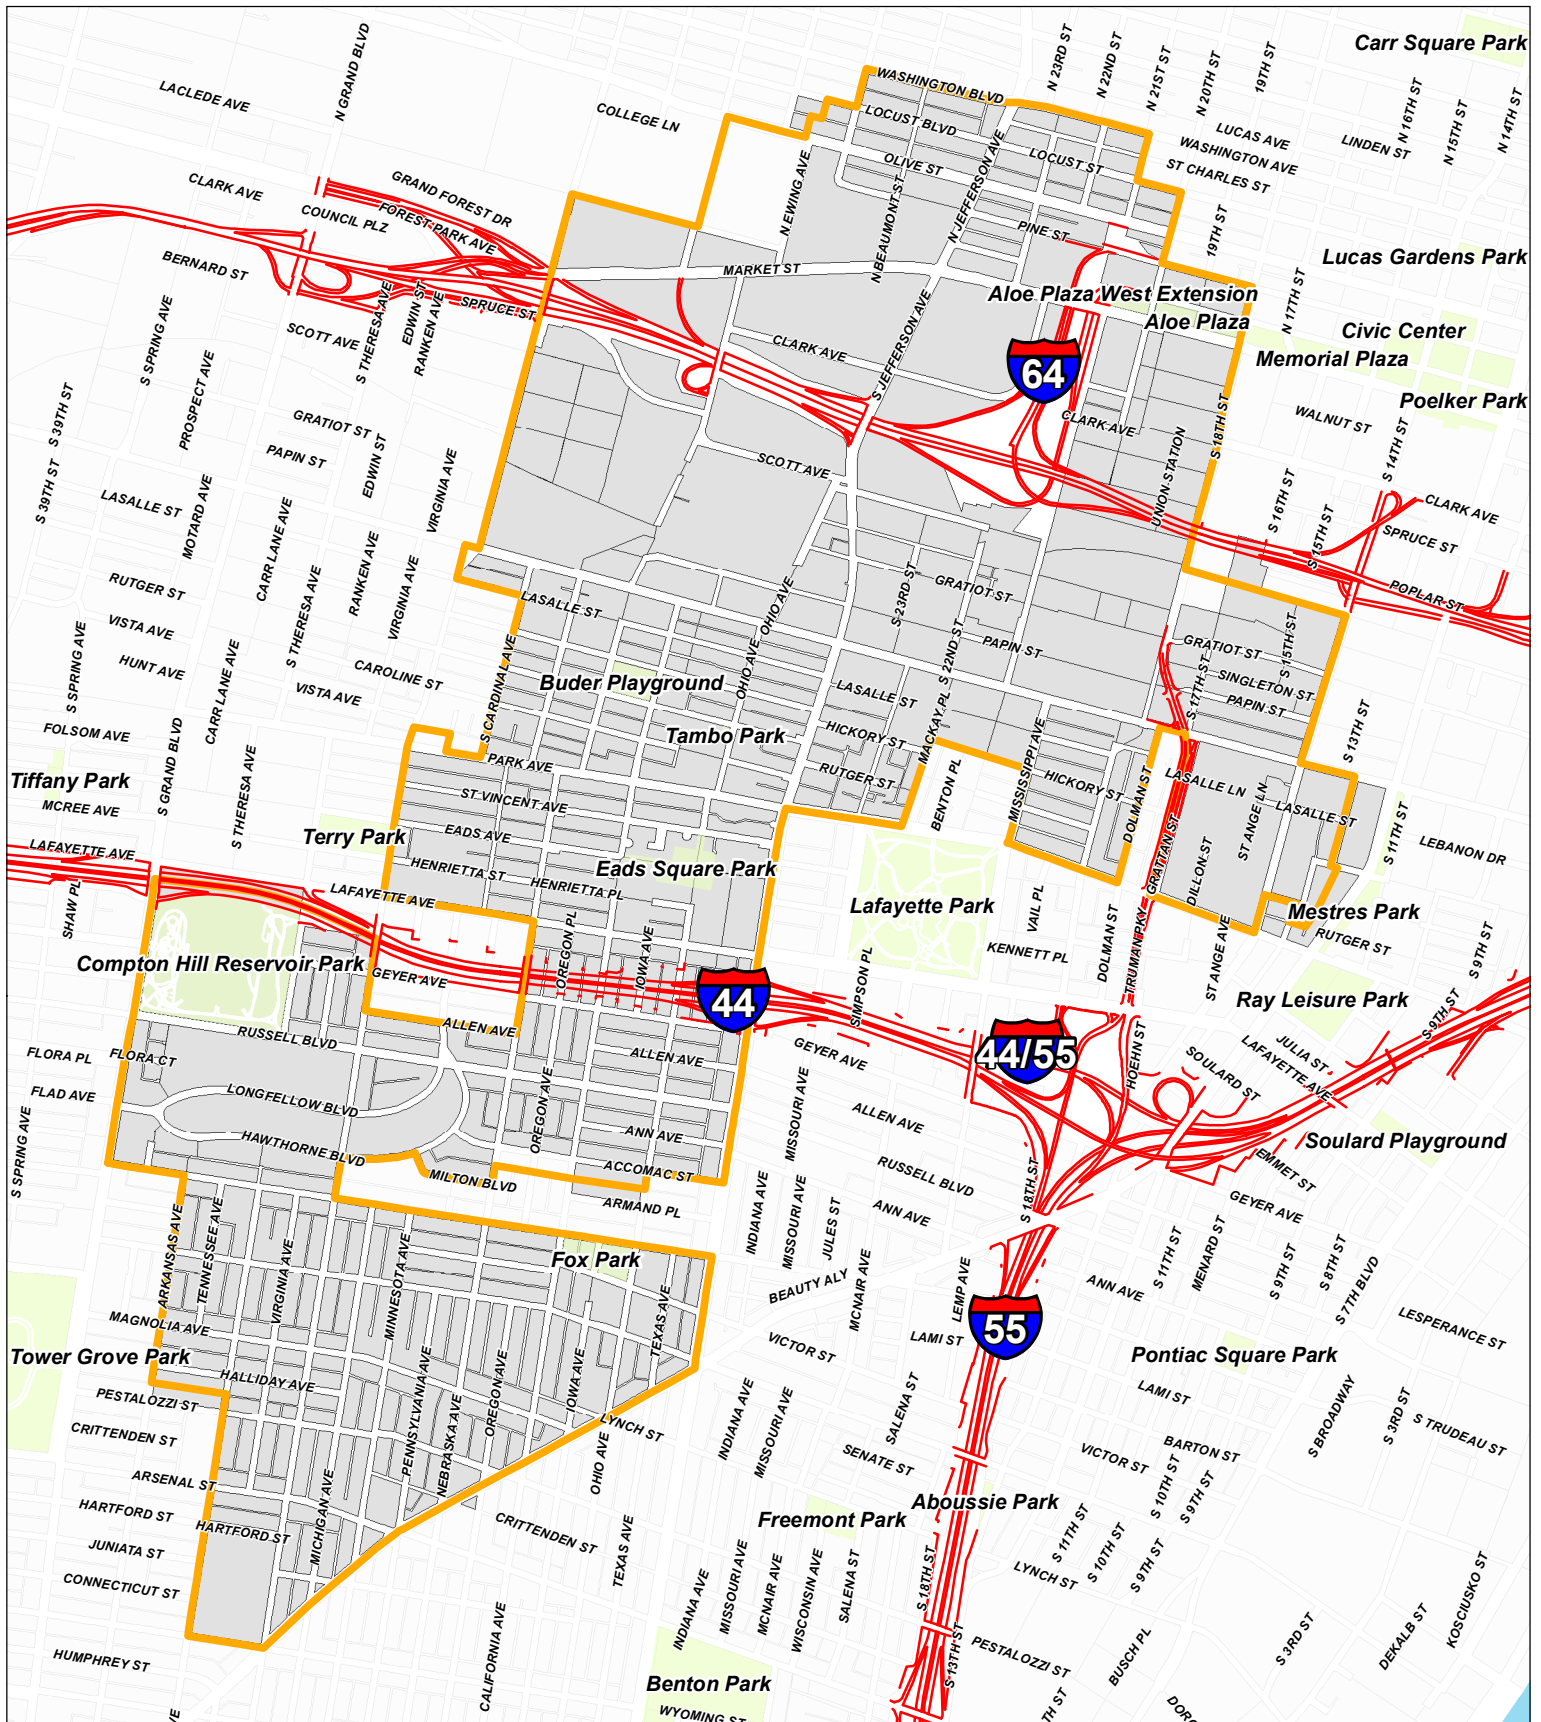 Carr Square Park
N GRAND BLVD
N 23RD ST
N 22ND ST
N 21ST ST
N 20TH ST
19TH ST
N 16TH ST
N 15TH ST
N 14TH ST
LACLEDE AVE
COLLEGE LN
WASHINGTON BLVD
LOCUST BLVD
LOCUST ST
OLIVE ST
LUCAS AVE
WASHINGTON AVE
ST CHARLES ST
LINDEN ST
CLARK AVE
COUNCIL PLZ
GRAND FOREST DR
FOREST PARK AVE
N EWING AVE
N BEAUMONT ST
N JEFFERSON AVE
PINE ST
19TH ST
BERNARD ST
MARKET ST
Lucas Gardens Park
Aloe Plaza West Extension
Aloe Plaza
N 17TH ST
Civic Center
Memorial Plaza
Poelker Park
SPRUCE ST
SCOTT AVE
S THERESA AVE
EDWIN ST
RANKEN AVE
S SPRING AVE
PROSPECT AVE
CLARK AVE
S JEFFERSON AVE
64
CLARK AVE
S 18TH ST
WALNUT ST
S 14TH ST
S 39TH ST
S 39TH ST
GRATIOT ST
PAPIN ST
EDWIN ST
VIRGINIA AVE
SCOTT AVE
UNION STATION
S 16TH ST
S 15TH ST
CLARK AVE
SPRUCE ST
POPLAR ST
LASALLE ST
MOTARD AVE
CARR LANE AVE
RANKEN AVE
VIRGINIA AVE
S THERESA AVE
RUTGER ST
VISTA AVE
HUNT AVE
S SPRING AVE
CARR LANE AVE
CAROLINE ST
VISTA AVE
LASALLE ST
OHIO AVE
OHIO AVE
S 23RD ST
GRATIOT ST
S 22ND ST
PAPIN ST
GRATIOT ST
S 15TH ST
SINGLETON ST
PAPIN ST
S 17TH ST
S CARDINAL AVE
Buder Playground
LASALLE ST
HICKORY ST
RUTGER ST
MACKAY PL
Tambo Park
FOLSOM AVE
S GRAND BLVD
S THERESA AVE
Tiffany Park
MCREE AVE
PARK AVE
ST VINCENT AVE
EADS AVE
HENRIETTA ST
HENRIETTA PL
Terry Park
Eads Square Park
BENTON PL
MISSISSIPPI AVE
HICKORY ST
DOLMAN ST
LASALLE LN
LASALLE ST
ST ANGE LN
GRATTAN ST
DILLON ST
S 13TH ST
S 11TH ST
LEBANON DR
LAFAYETTE AVE
SHAW PL
LAFAYETTE AVE
Lafayette Park
VAIL PL
KENNETT PL
DOLMAN ST
TRUMAN PKY
ST ANGE AVE
Mestres Park
RUTGER ST
S 9TH ST
Compton Hill Reservoir Park
GEYER AVE
OREGON PL
IOWA AVE
44
SIMPSON PL
Ray Leisure Park
S 9TH ST
RUSSELL BLVD
ALLEN AVE
ALLEN AVE
GEYER AVE
44/55
HOEHN ST
SOULARD ST
JULIA ST
LAFAYETTE AVE
FLORA PL
FLORA CT
FLAD AVE
LONGFELLOW BLVD
HAWTHORNE BLVD
OREGON AVE
ANN AVE
ACCOMAC ST
MILTON BLVD
ARMAND PL
MISSOURI AVE
ALLEN AVE
RUSSELL BLVD
ANN AVE
S 18TH ST
Soulard Playground
EMMET ST
GEYER AVE
S SPRING AVE
ARKANSAS AVE
TENNESSEE AVE
VIRGINIA AVE
MINNESOTA AVE
Fox Park
INDIANA AVE
MISSOURI AVE
JULES ST
BEAUTY ALY
MCNAIR AVE
LEMP AVE
ANN AVE
S 11TH ST
MENARD ST
S 9TH ST
S 8TH ST
S 7TH BLVD
MAGNOLIA AVE
TEXAS AVE
55
LESPERANCE ST
Tower Grove Park
HALLIDAY AVE
PESTALOZZI ST
CRITTENDEN ST
PENNSYLVANIA AVE
NEBRASKA AVE
OREGON AVE
IOWA AVE
LYNCH ST
VICTOR ST
LAMI ST
Pontiac Square Park
LAMI ST
INDIANA AVE
MISSOURI AVE
SALENA ST
SENATE ST
VICTOR ST
BARTON ST
S BROADWAY
S 3RD ST
S TRUDEAU ST
ARSENAL ST
HARTFORD ST
HARTFORD ST
MICHIGAN AVE
OHIO AVE
CRITTENDEN ST
TEXAS AVE
Freemont Park
Aboussie Park
S 11TH ST
S 10TH ST
S 10TH ST
S 9TH ST
S 9TH ST
JUNIATA ST
CONNECTICUT ST
INDIANA AVE
MISSOURI AVE
MCNAIR AVE
WISCONSIN AVE
SALENA ST
S 18TH ST
LYNCH ST
HUMPHREY ST
CALIFORNIA AVE
Benton Park
WYOMING ST
S 13TH ST
PESTALOZZI ST
BUSCH PL
S 3RD ST
DEKALB ST
KOSCIUSKO ST